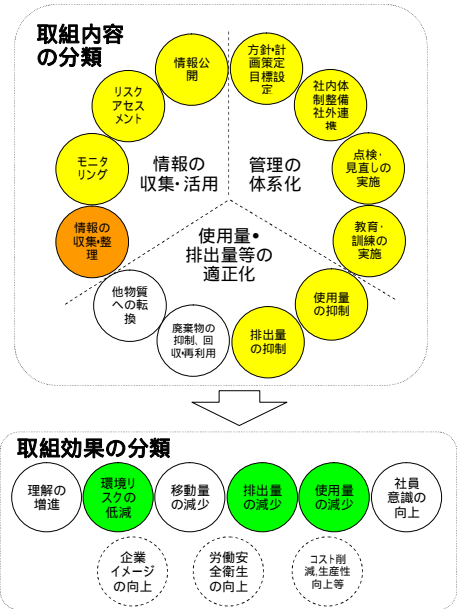 取組内容
の分類
情報公
開
方針・計
画策定
目標設
定
リスク
アセス
メント
社内体
制整備
社外連
携
モニタ
リング
情報の
収集・活用
管理の
体系化
点検・
見直しの
実施
情報の
収集・整
理
使用量・
排出量等の
適正化
教育・
訓練の
実施
他物質
への転
換
使用量
の抑制
廃棄物の
抑制、回
収・再利用
排出量
の抑制
取組効果の分類
理解の
増進
環境リ
スクの
低減
移動量
の減少
排出量
の減少
使用量
の減少
社員
意識の
向上
企業
イメージ
の向上
労働安
全衛生
の向上
コスト削
減、生産性
向上等